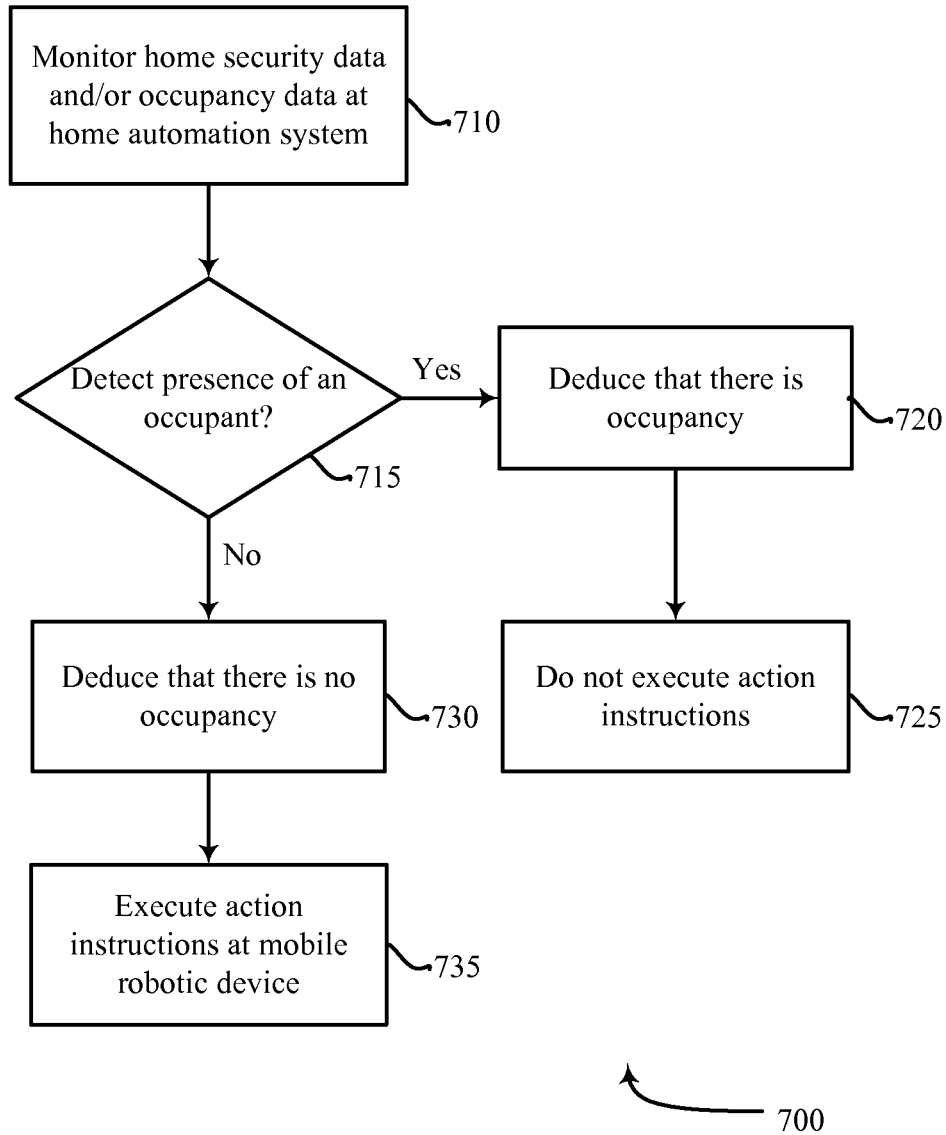 Monitor home security data
and/or occupancy data at
home automation system
710
Detect presence of an
occupant?
715
Yes
Deduce that there is
occupancy
720
No
Deduce that there is no
occupancy
730
Do not execute action
instructions
725
Execute action
instructions at mobile
robotic device
735
700